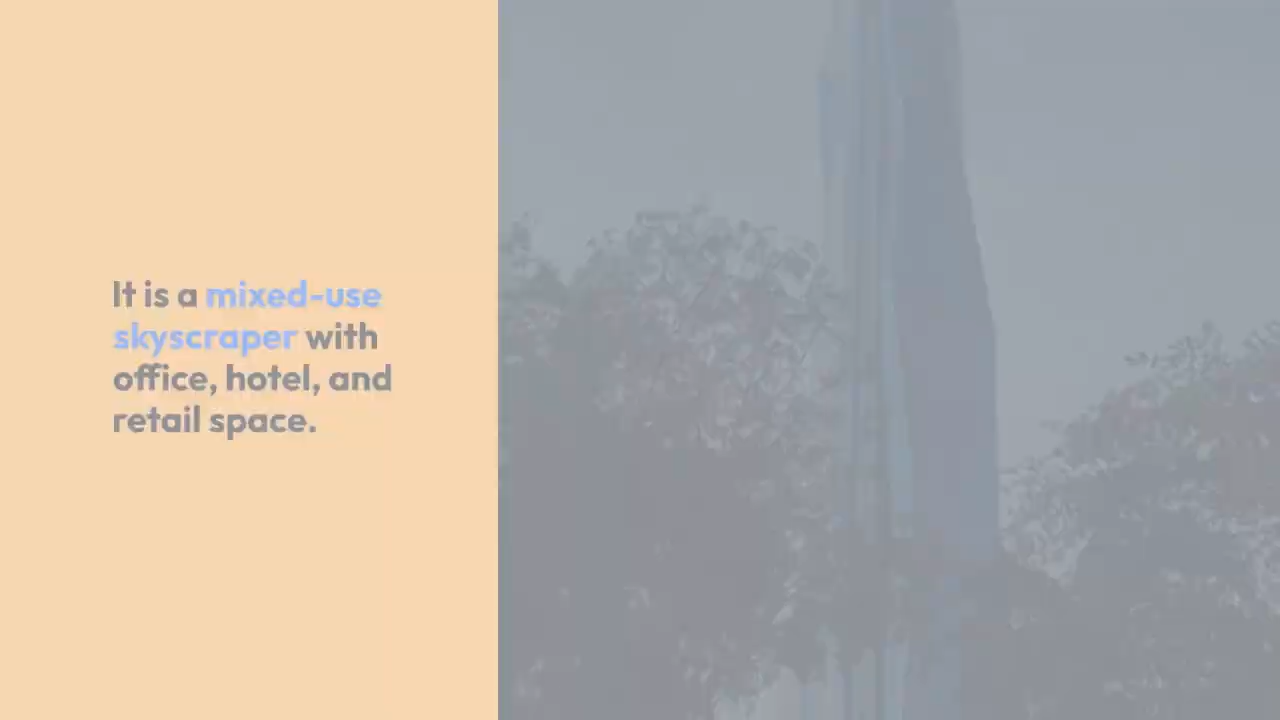 It is a mixed-use
skyscraper with
office, hotel, and
retail space.